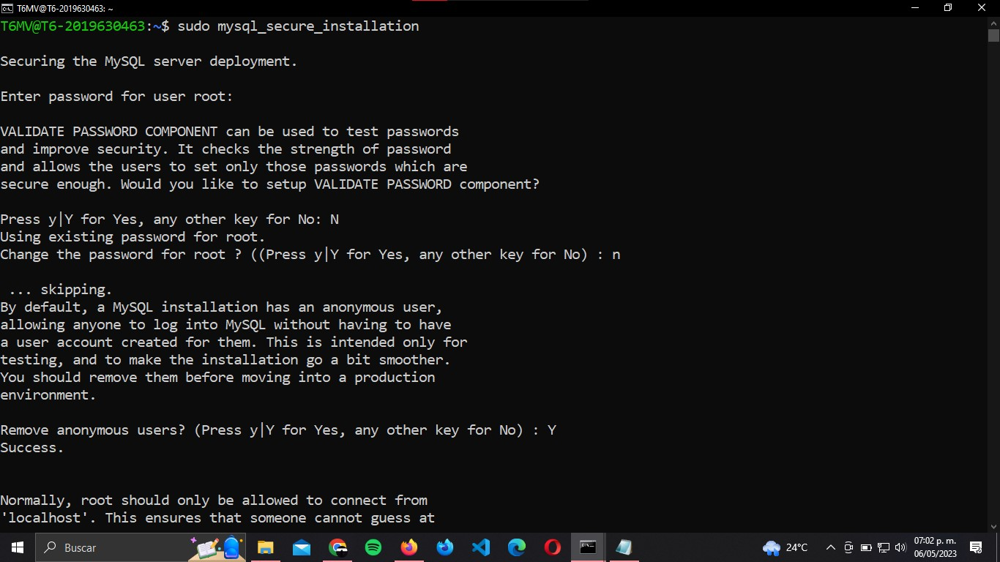 T6MV@T6-2019630463: ~
T6MV@T6-2019630463:~$ sudo mysql_secure_installation
Securing the MySQL server deployment.
Enter password for user root:
VALIDATE PASSWORD COMPONENT can be used to test passwords
and improve security. It checks the strength of password
and allows the users to set only those passwords which are
secure enough. Would you like to setup VALIDATE PASSWORD component?
Press y|Y for Yes, any other key for No: N
Using existing password for root.
Change the password for root ? ((Press y|Y for Yes, any other key for No) : n
... skipping.
By default, a MySQL installation has an anonymous user,
allowing anyone to log into MySQL without having to have
a user account created for them. This is intended only for
testing, and to make the installation go a bit smoother.
You should remove them before moving into a production
environment.
Remove anonymous users? (Press y|Y for Yes, any other key for No) : Y
Success.
Normally, root should only be allowed to connect from
'localhost'. This ensures that someone cannot guess at
Buscar
24°C
07:02 p. m.
06/05/2023